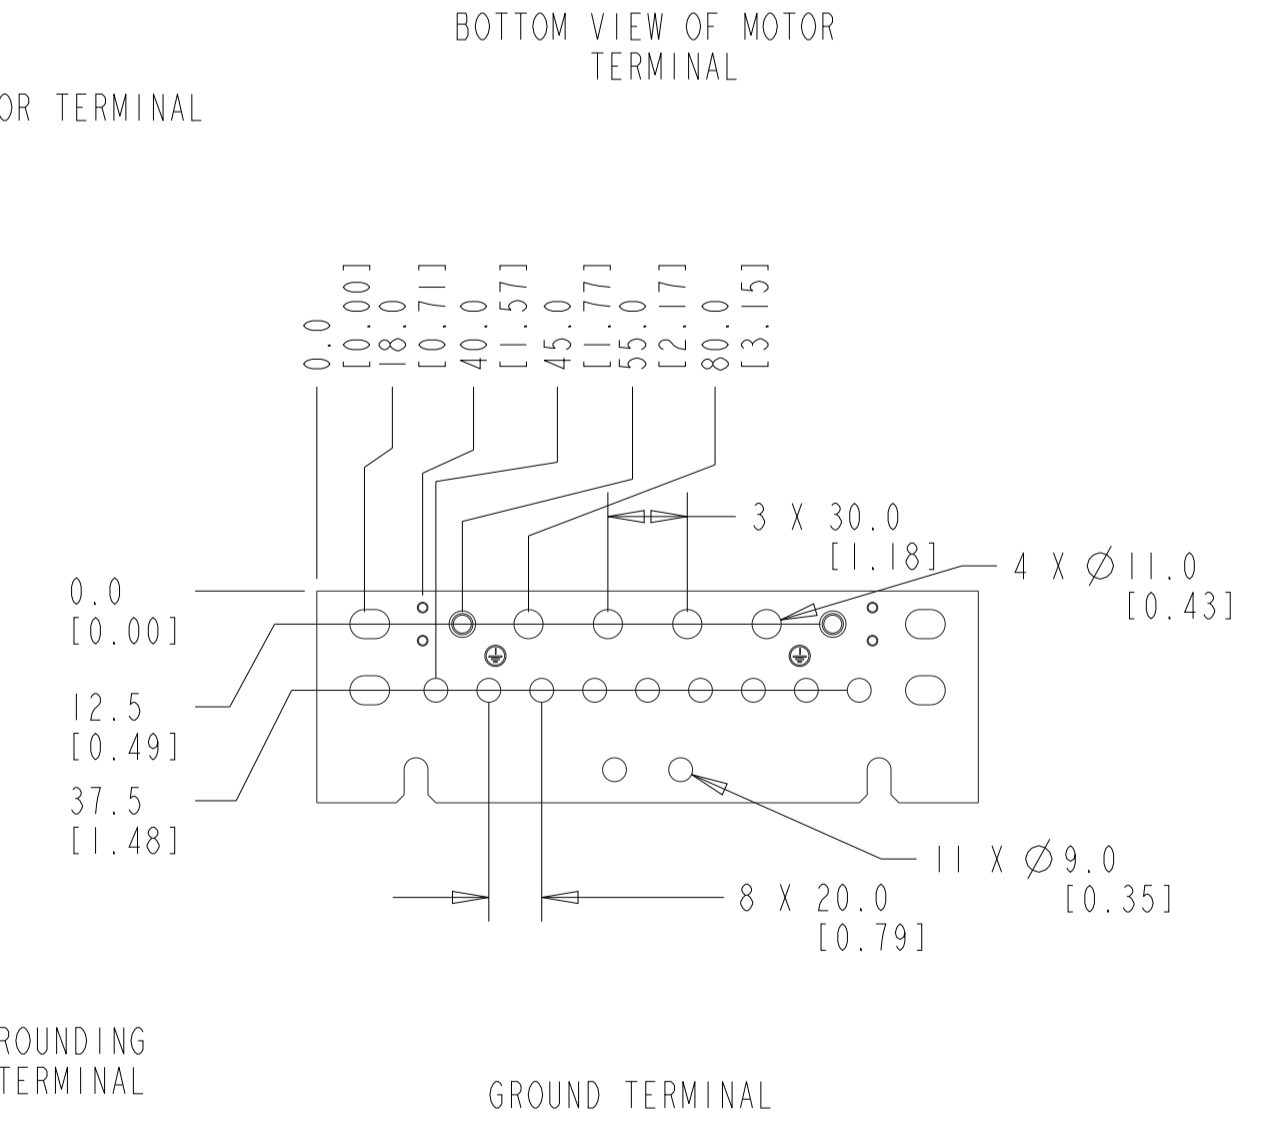 BOTTOM VIEW OF MOTOR
TERMINAL
OR TERMINAL
0.0
[0.00]
18.0
[0.71]
40.0
[1.57]
45.0
[1.77]
55.0
[2.17]
80.0
[3.15]
3 X 30.0
[1.18]
4 X Ø11.0
[0.43]
0.0
[0.00]
12.5
[0.49]
37.5
[1.48]
11 X Ø9.0
[0.35]
8 X 20.0
[0.79]
ROUNDING
TERMINAL
GROUND TERMINAL